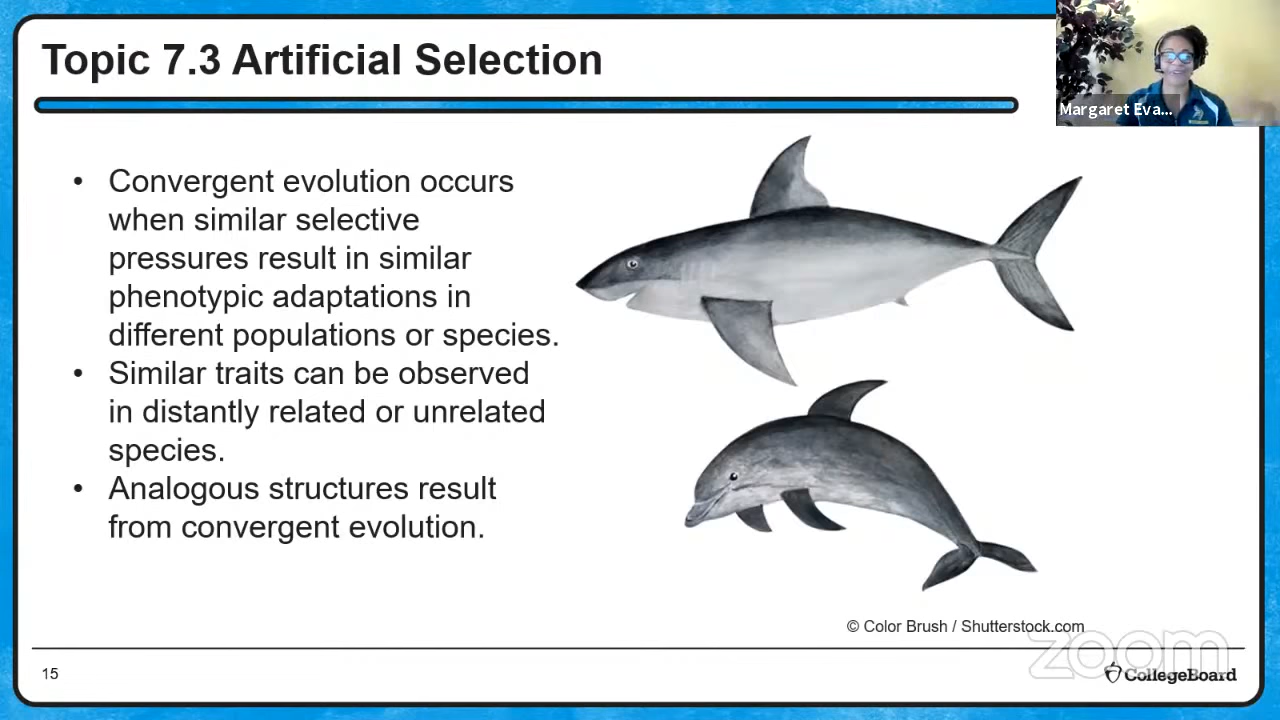 Topic 7.3 Artificial Selection
Margaret Eva...
• Convergent evolution occurs
when similar selective
pressures result in similar
phenotypic adaptations in
different populations or species.
• Similar traits can be observed
in distantly related or unrelated
species.
• Analogous structures result
from convergent evolution.
© Color Brush / Shutterstock.com
zoom
15
CollegeBoard